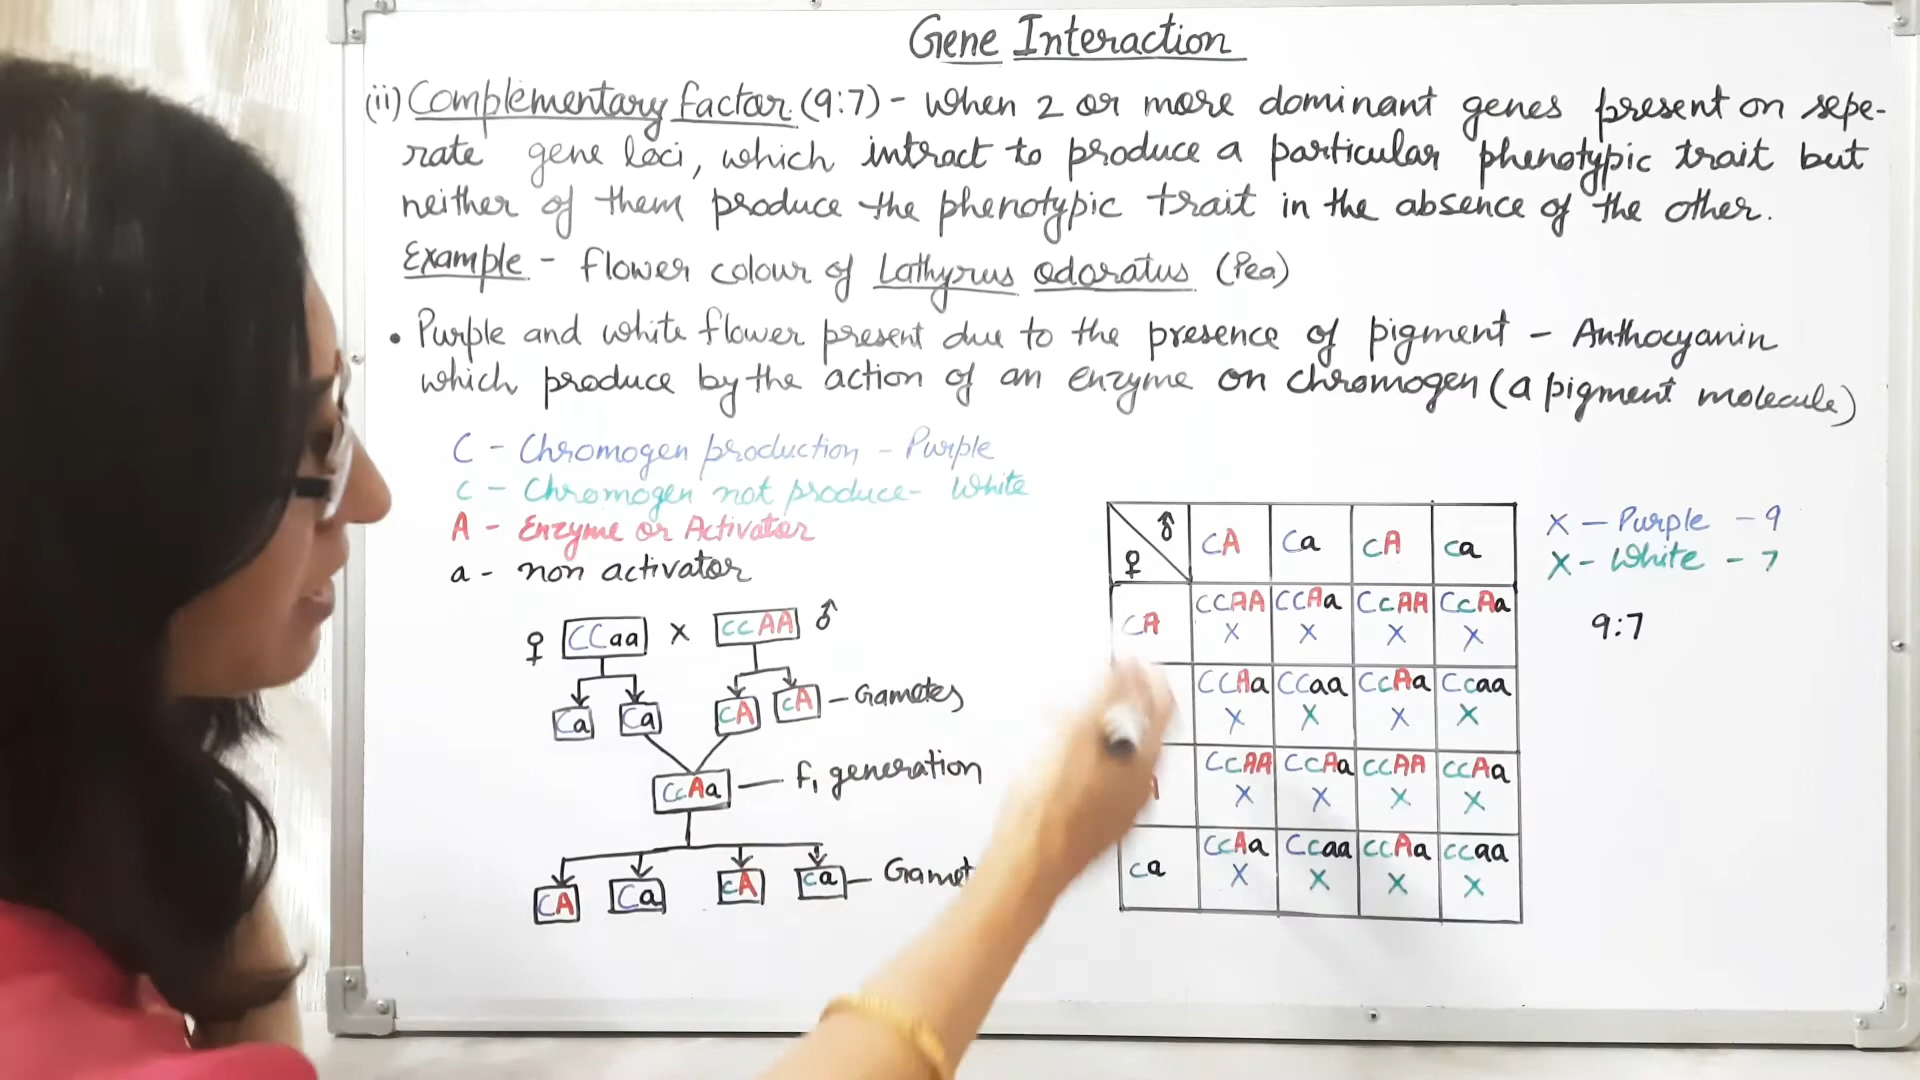 Gene Interaction
(ii) Complementary factor (9:7) - when 2 or more dominant genes present on sepe-
rate gene loci, which intract to produce a particular phenotypic trait but
neither of them produce the phenotypic trait in the absence of the other.
Example - flower colour of Lathyrus odoratus (Pea)
• Purple and white flower present due to the presence of pigment - Anthocyanin
which produce by the action of an enzyme on chromogen (a pigment molecule)
C - Chromogen production - Purple
c - Chromogen not produce - White
A - Enzyme or Activator
a - non activator
♀ CCaa x ccAA ♂
Ca Ca cA cA - Gametes
CcAa - F1 generation
CA Ca cA ca - Gamet
♂ CA Ca cA ca
♀
CA CCAA CCAa CcAA CcAa
X X X X
CCAa CCaa CcAa Ccaa
X X X X
A CcAA CcAa ccAA ccAa
X X X X
ca CcAa Ccaa ccAa ccaa
X X X X
X - Purple - 9
X - White - 7
9:7